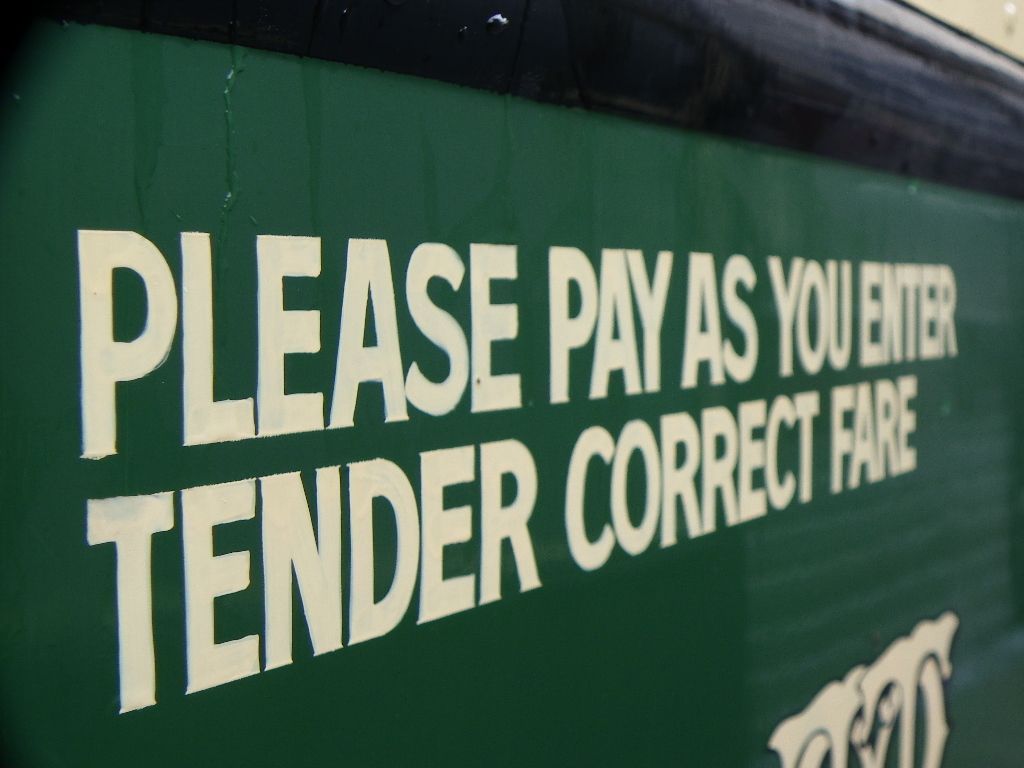 PLEASE PAY AS YOU ENTER
TENDER CORRECT FARE